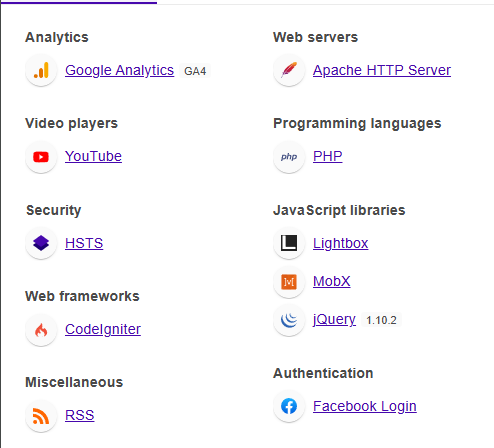 Analytics
Google Analytics GA4
Video players
YouTube
Security
HSTS
Web frameworks
CodeIgniter
Miscellaneous
RSS
Web servers
Apache HTTP Server
Programming languages
php PHP
JavaScript libraries
Lightbox
MobX
jQuery 1.10.2
Authentication
Facebook Login